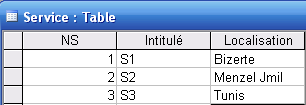 Service : Table
NS Intitulé Localisation
1 S1 Bizerte
2 S2 Menzel Jmil
3 S3 Tunis